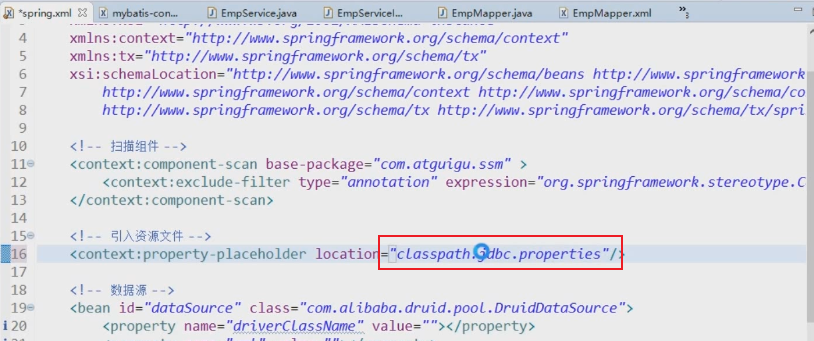 *spring.xml mybatis-con... EmpService.java EmpServiceI... EmpMapper.java EmpMapper.xml »3
4 xmlns:context="http://www.springframework.org/schema/context"
5 xmlns:tx="http://www.springframework.org/schema/tx"
6 xsi:schemaLocation="http://www.springframework.org/schema/beans http://www.springframework
7 http://www.springframework.org/schema/context http://www.springframework.org/schema/co
8 http://www.springframework.org/schema/tx http://www.springframework.org/schema/tx/spri
9
10 <!-- 扫描组件 -->
11 <context:component-scan base-package="com.atguigu.ssm" >
12 <context:exclude-filter type="annotation" expression="org.springframework.stereotype.C
13 </context:component-scan>
14
15 <!-- 引入资源文件 -->
16 <context:property-placeholder location="classpath:jdbc.properties"/>
17
18 <!-- 数据源 -->
19 <bean id="dataSource" class="com.alibaba.druid.pool.DruidDataSource">
20 <property name="driverClassName" value=""></property>